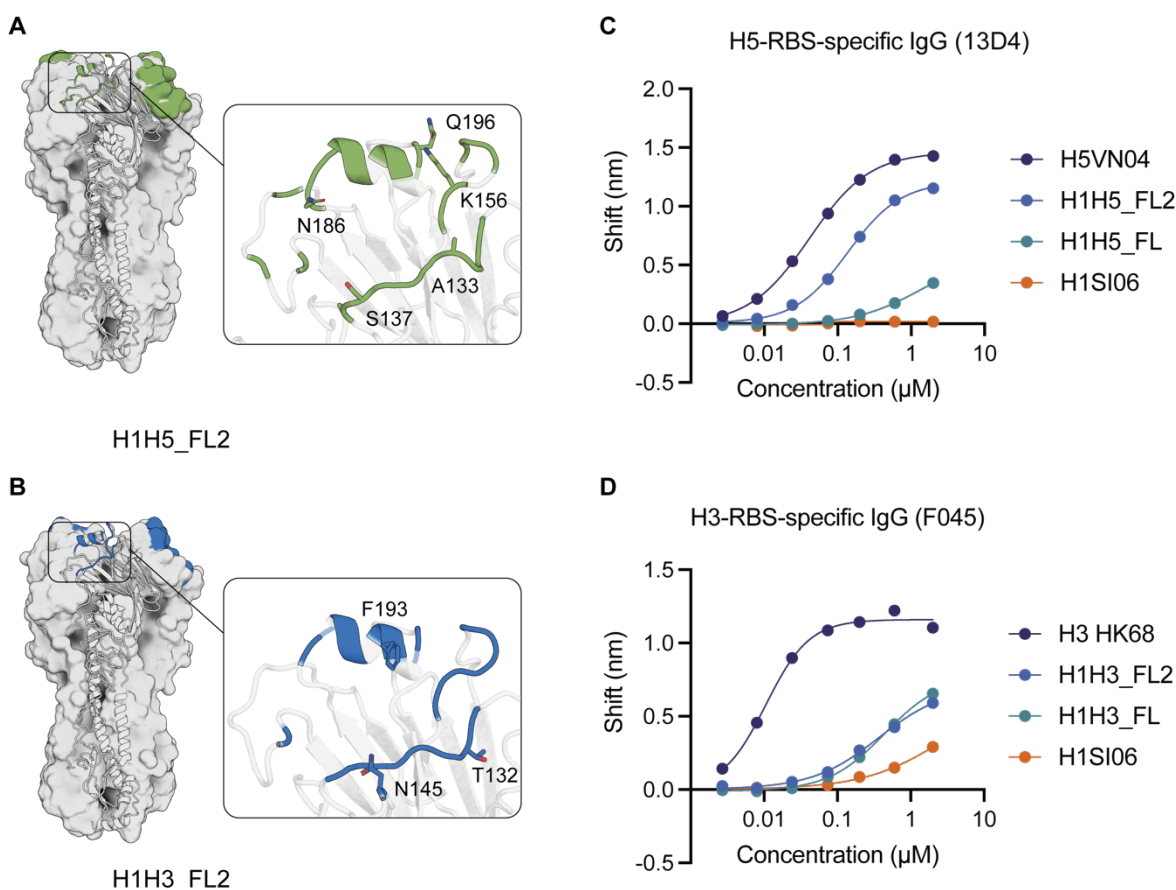 A
Q196
K156
N186
A133
S137
H1H5_FL2
B
F193
T132
N145
H1H3_FL2
C
H5-RBS-specific IgG (13D4)
2.0
1.5
1.0
0.5
0.0
-0.5
Shift (nm)
0.01 0.1 1 10
Concentration (µM)
H5VN04
H1H5_FL2
H1H5_FL
H1SI06
D
H3-RBS-specific IgG (F045)
1.5
1.0
0.5
0.0
-0.5
Shift (nm)
0.01 0.1 1 10
Concentration (µM)
H3 HK68
H1H3_FL2
H1H3_FL
H1SI06